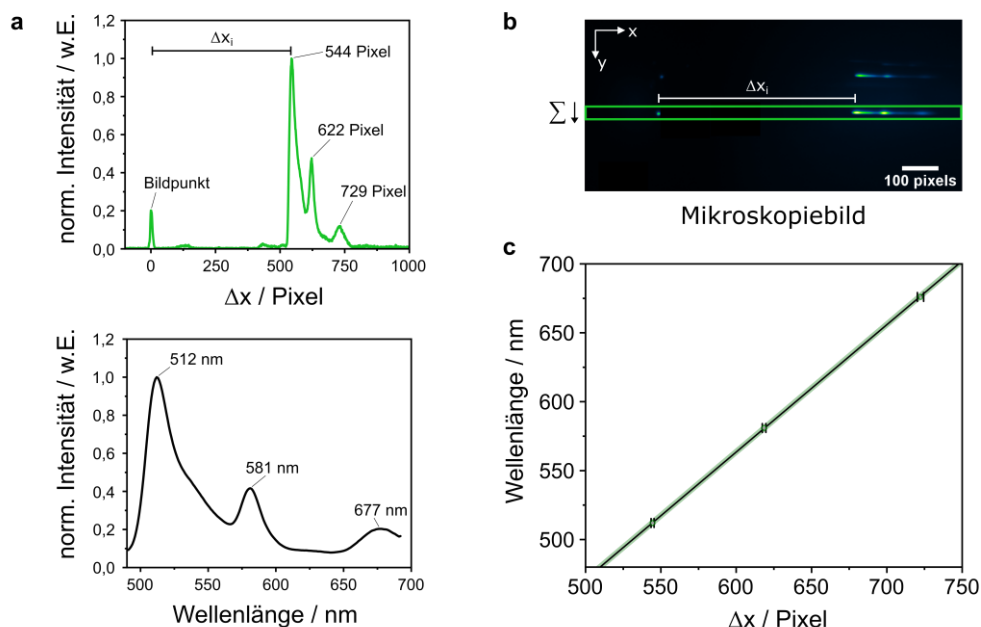 a
norm. Intensität / w.E.
1,2
1,0
0,8
0,6
0,4
0,2
0,0
Δxᵢ
544 Pixel
622 Pixel
729 Pixel
Bildpunkt
0 250 500 750 1000
Δx / Pixel
norm. Intensität / w.E.
1,2
1,0
0,8
0,6
0,4
0,2
0,0
512 nm
581 nm
677 nm
500 550 600 650 700
Wellenlänge / nm
b
x
y
Δxᵢ
∑ ↓
100 pixels
Mikroskopiebild
c
Wellenlänge / nm
700
650
600
550
500
500 550 600 650 700 750
Δx / Pixel